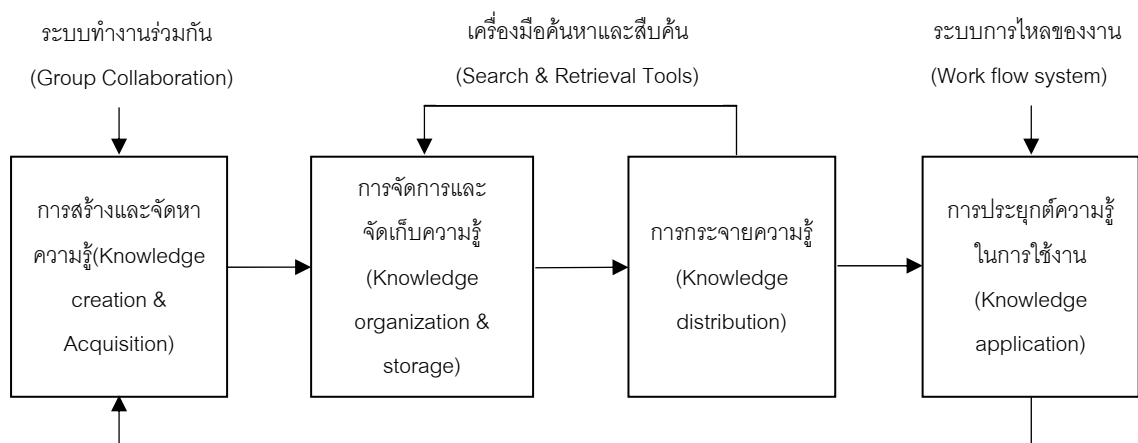 ระบบทำงานร่วมกัน
(Group Collaboration)
เครื่องมือค้นหาและสืบค้น
(Search & Retrieval Tools)
ระบบการไหลของงาน
(Work flow system)
การสร้างและจัดหา
ความรู้(Knowledge
creation &
Acquisition)
การจัดการและ
จัดเก็บความรู้
(Knowledge
organization &
storage)
การกระจายความรู้
(Knowledge
distribution)
การประยุกต์ความรู้
ในการใช้งาน
(Knowledge
application)